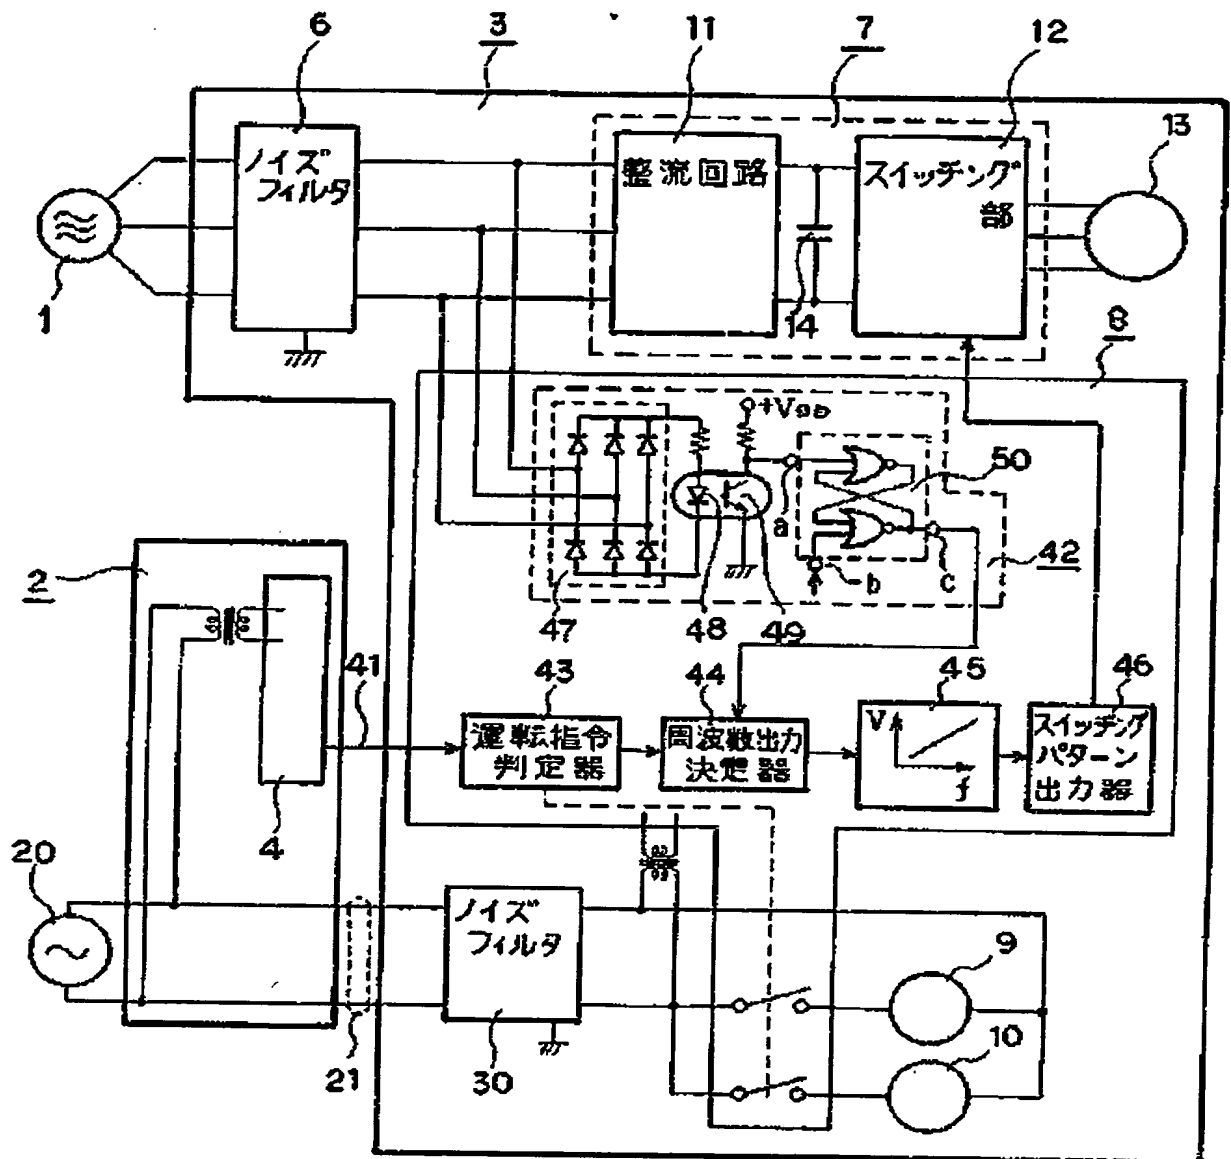 6
3
11
7
12
13
ノイズ
フィルタ
整流回路
スイッチング
部
1
14
8
+VDD
50
a
b
c
42
2
47
48
49
41
43
44
45
46
運転指令
判定器
周波数出力
決定器
V
f
スイッチング
パターン
出力器
4
20
ノイズ
フィルタ
9
10
21
30